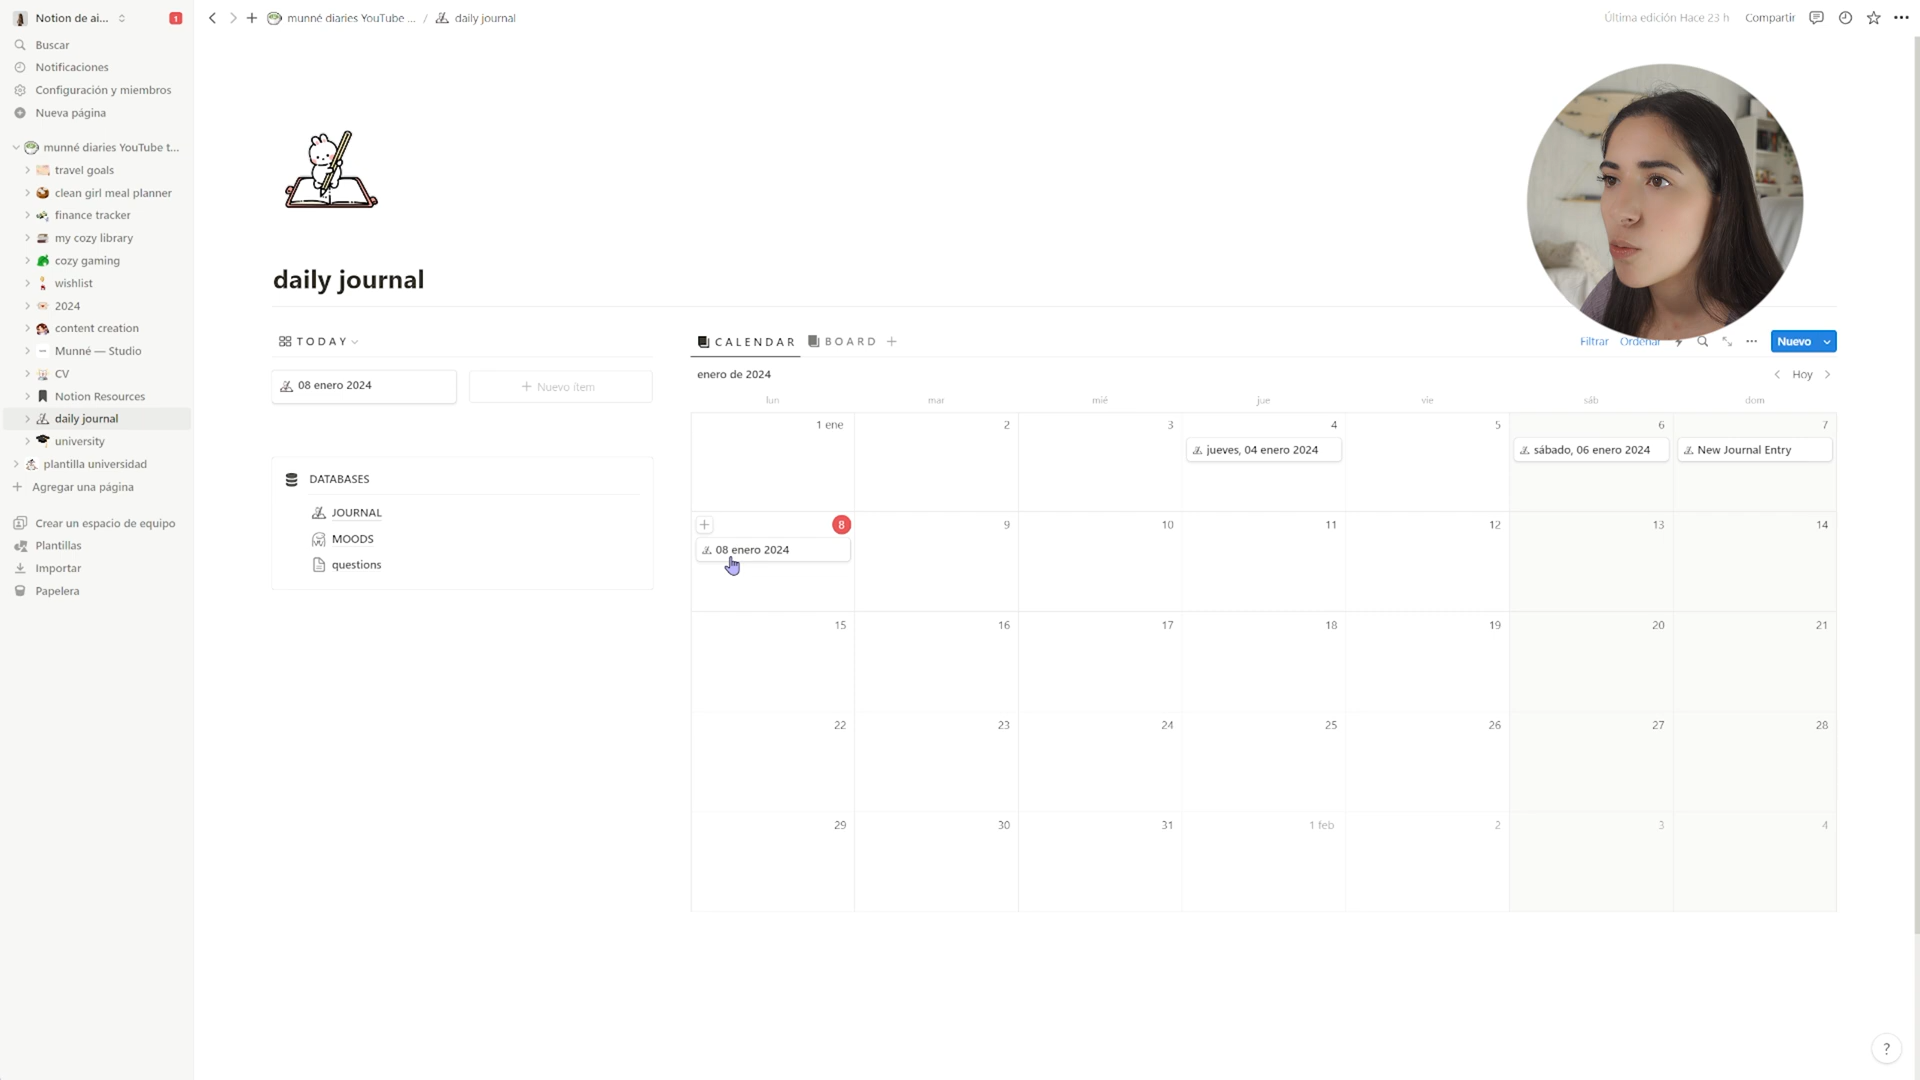 Notion de ai...
1
munné diaries YouTube ... / daily journal
Última edición Hace 23 h
Compartir
Buscar
Notificaciones
Configuración y miembros
Nueva página
munné diaries YouTube t...
travel goals
clean girl meal planner
finance tracker
my cozy library
cozy gaming
wishlist
2024
content creation
Munné — Studio
CV
Notion Resources
daily journal
university
plantilla universidad
Agregar una página
Crear un espacio de equipo
Plantillas
Importar
Papelera
daily journal
TODAY
08 enero 2024
+ Nuevo ítem
DATABASES
JOURNAL
MOODS
questions
CALENDAR BOARD
Filtrar Ordenar
Nuevo
enero de 2024
Hoy
lun mar mié jue vie sáb dom
1 ene 2 3 4 5 6 7
jueves, 04 enero 2024 sábado, 06 enero 2024 New Journal Entry
8 9 10 11 12 13 14
08 enero 2024
15 16 17 18 19 20 21
22 23 24 25 26 27 28
29 30 31 1 feb 2 3 4
?